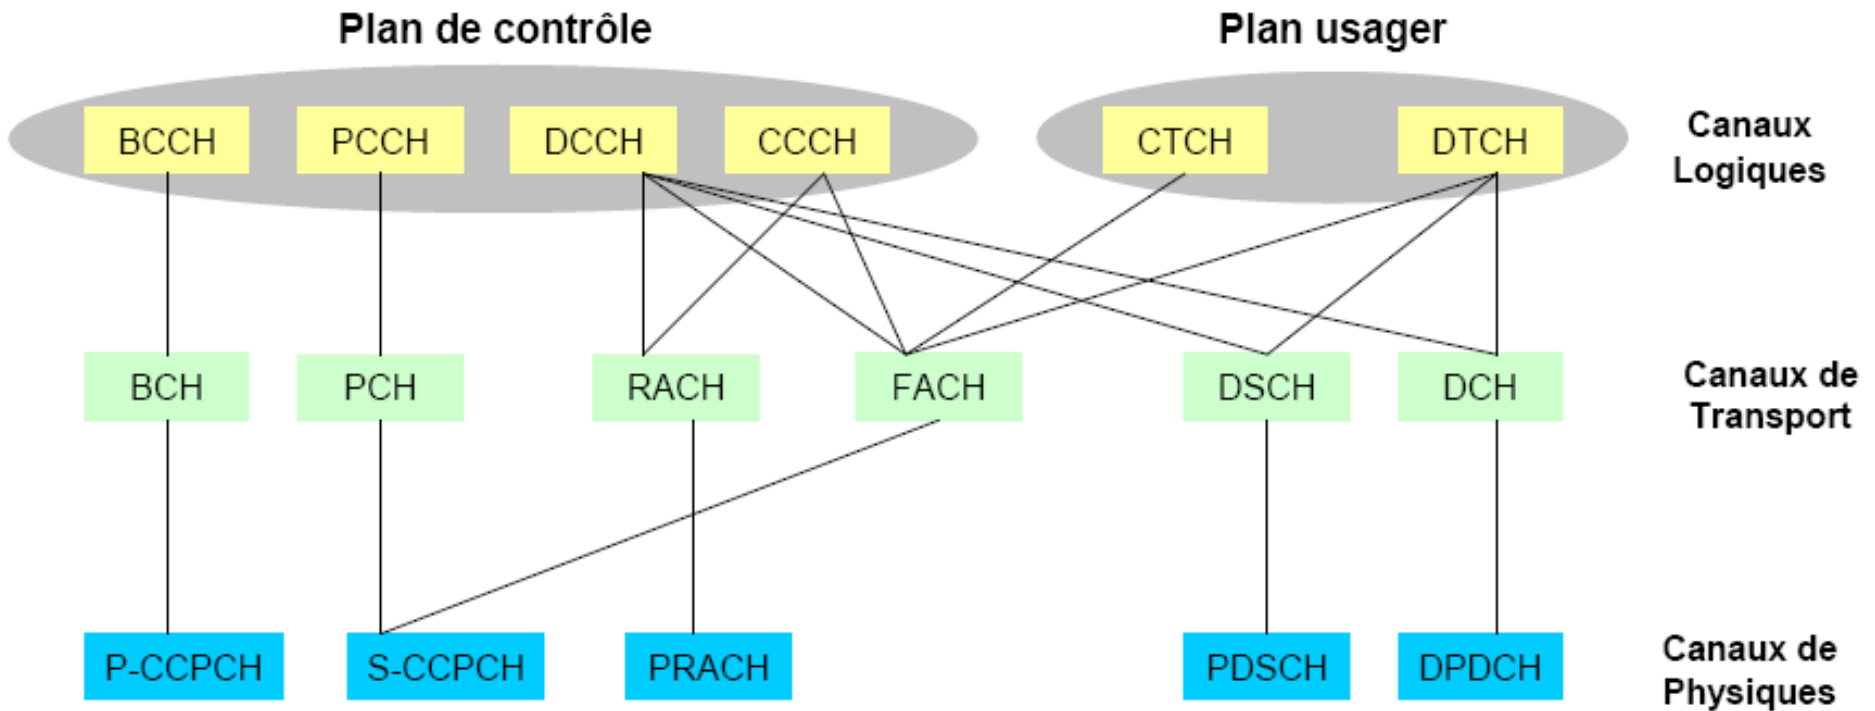 Plan de contrôle
Plan usager
BCCH
PCCH
DCCH
CCCH
CTCH
DTCH
Canaux
Logiques
BCH
PCH
RACH
FACH
DSCH
DCH
Canaux de
Transport
P-CCPCH
S-CCPCH
PRACH
PDSCH
DPDCH
Canaux de
Physiques